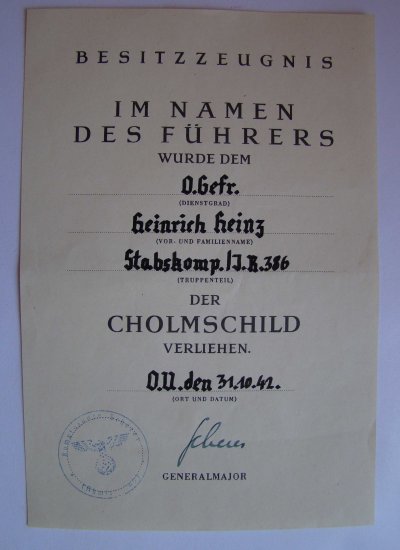 BESITZZEUGNIS
IM NAMEN
DES FÜHRERS
WURDE DEM
O.Gefr.
(DIENSTGRAD)
Heinrich Heinz
(VOR- UND FAMILIENNAME)
Stabskomp./J.R.386
(TRUPPENTEIL)
DER
CHOLMSCHILD
VERLIEHEN.
O.U. den 31.10.42.
(ORT UND DATUM)
GENERALMAJOR